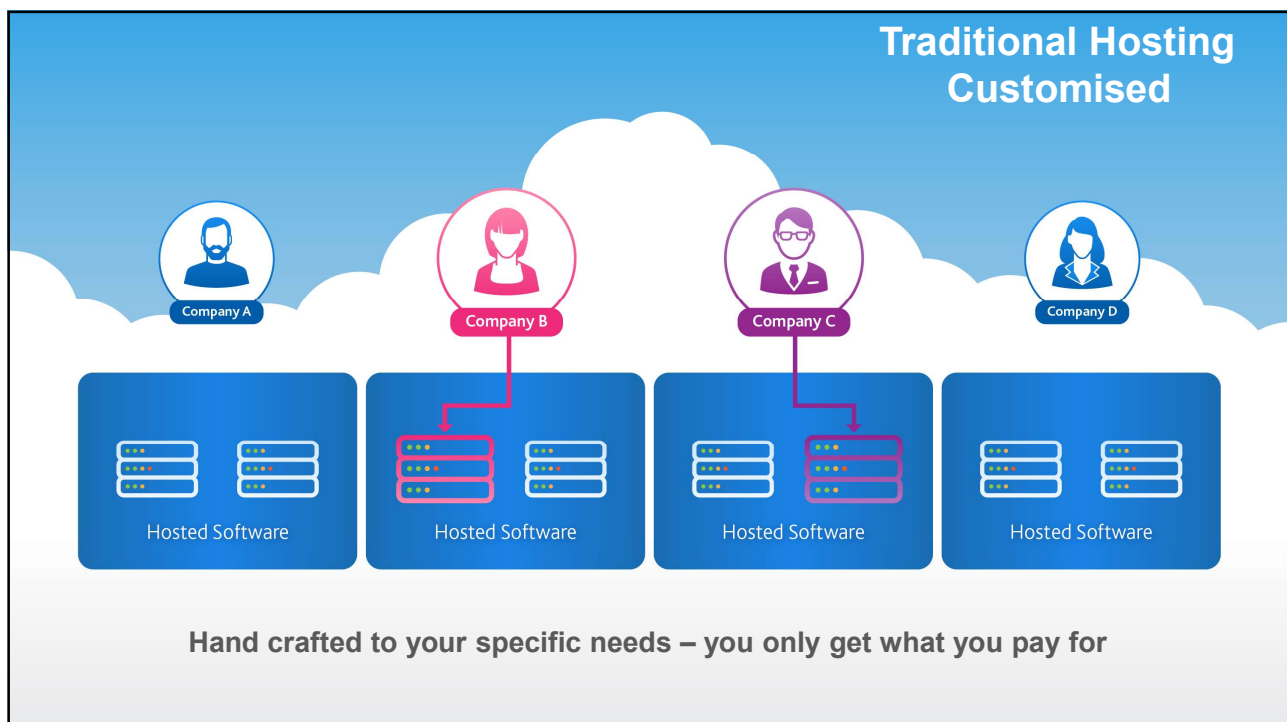 Traditional Hosting
Customised
Company A
Company B
Company C
Company D
Hosted Software
Hosted Software
Hosted Software
Hosted Software
Hand crafted to your specific needs – you only get what you pay for